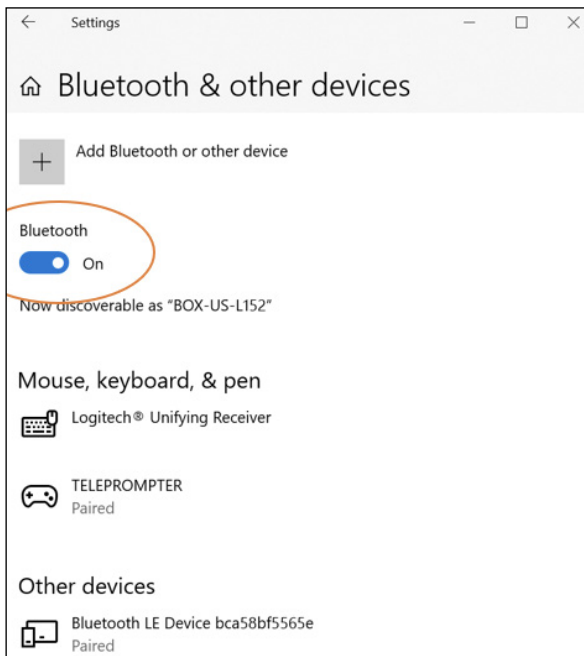 Settings
Bluetooth & other devices
Add Bluetooth or other device
Bluetooth
On
Now discoverable as “BOX-US-L152”
Mouse, keyboard, & pen
Logitech® Unifying Receiver
TELEPROMPTER
Paired
Other devices
Bluetooth LE Device bca58bf5565e
Paired